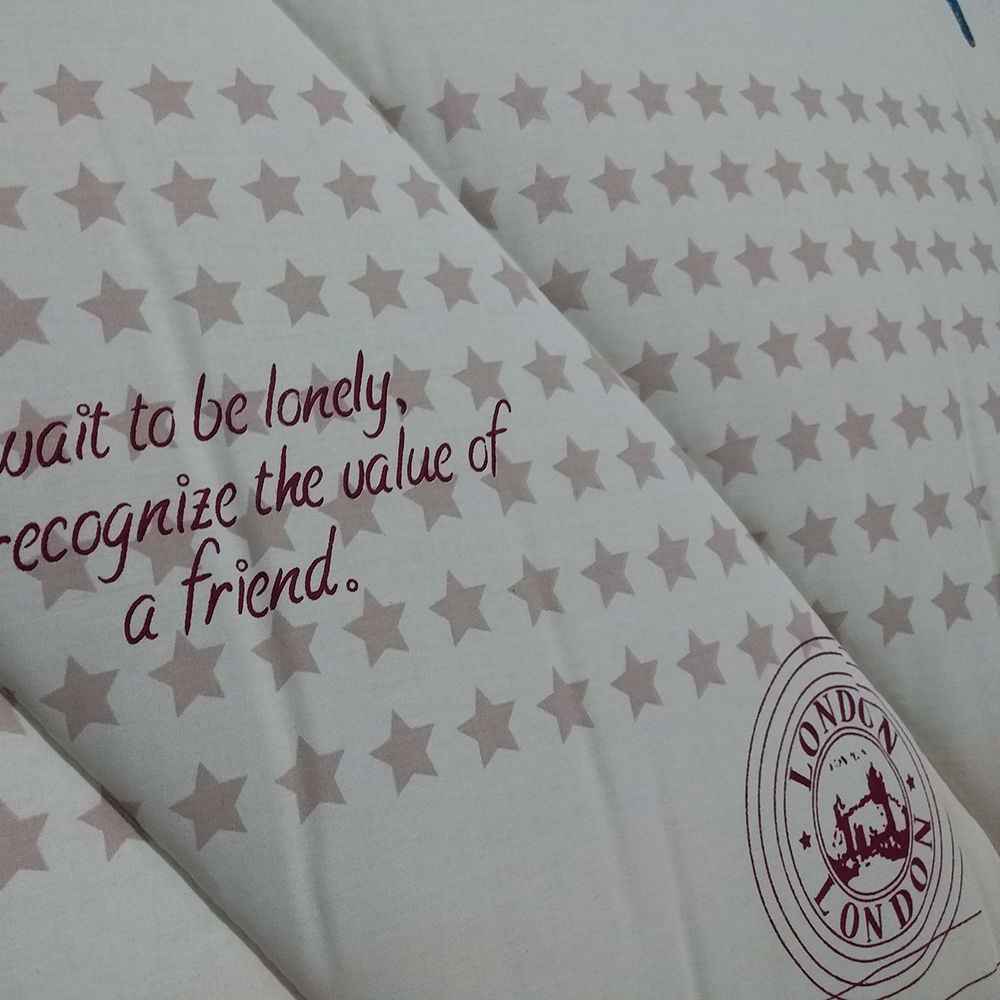 wait to be lonely,
recognize the value of
a friend.
LONDON
LONDON